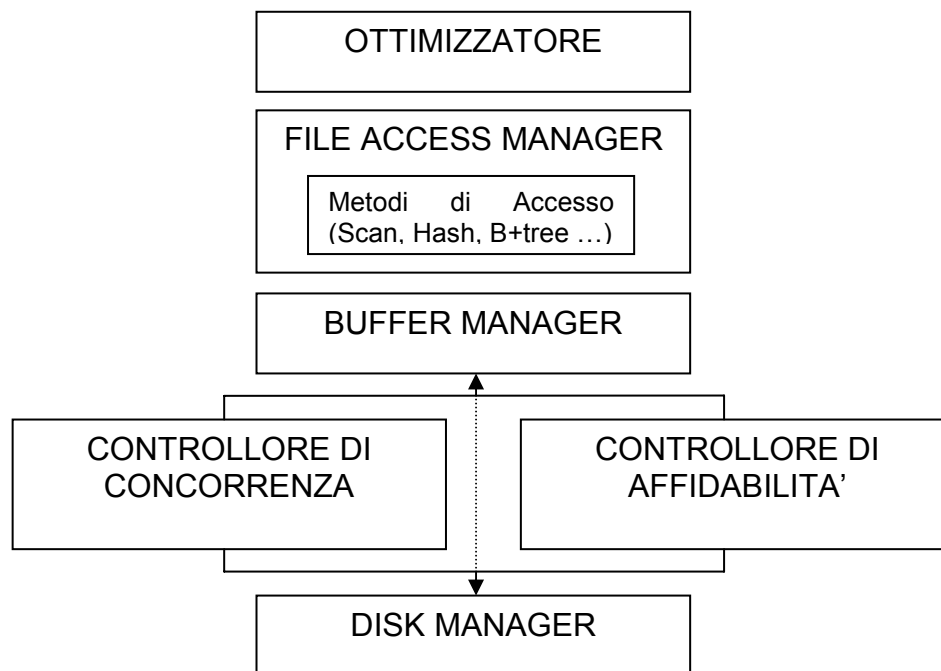 OTTIMIZZATORE
FILE ACCESS MANAGER
Metodi di Accesso
(Scan, Hash, B+tree …)
BUFFER MANAGER
CONTROLLORE DI
CONCORRENZA
CONTROLLORE DI
AFFIDABILITA’
DISK MANAGER